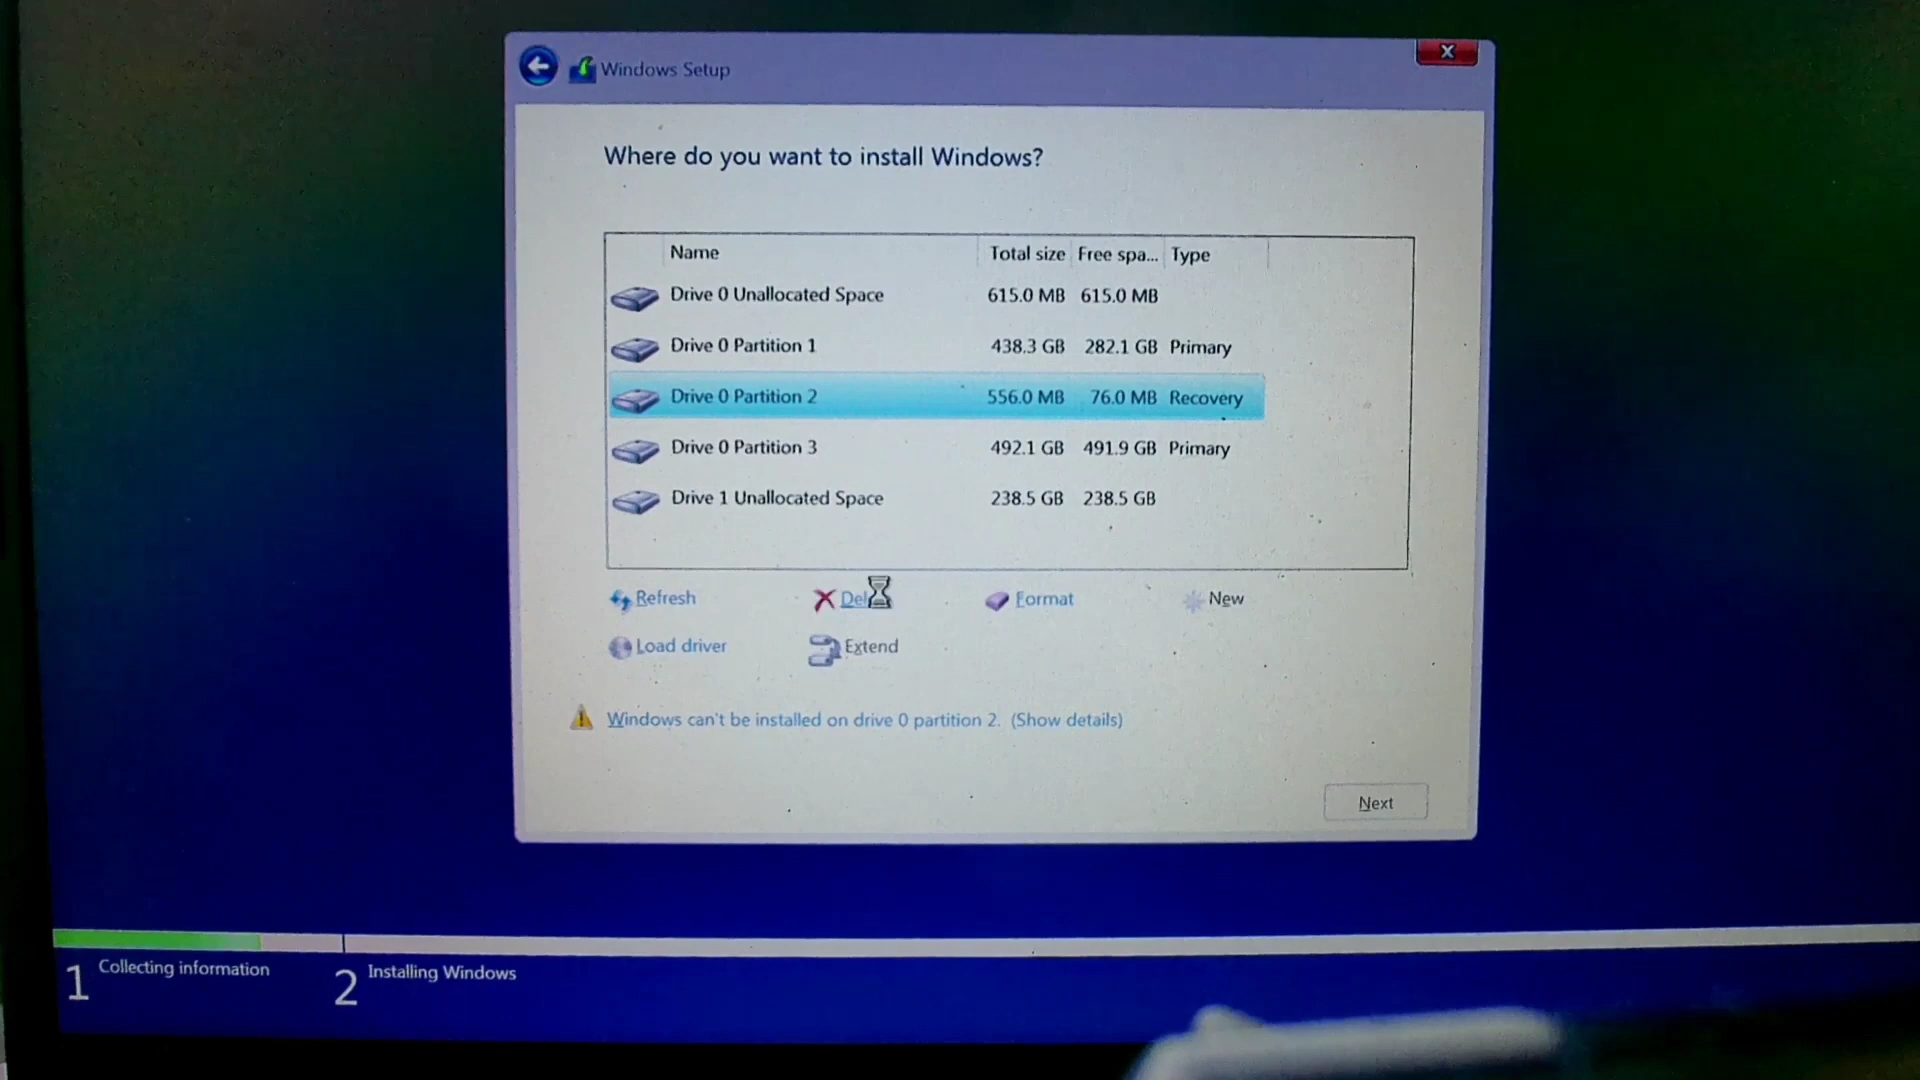 Windows Setup
x
Where do you want to install Windows?
Name Total size Free spa... Type
Drive 0 Unallocated Space 615.0 MB 615.0 MB
Drive 0 Partition 1 438.3 GB 282.1 GB Primary
Drive 0 Partition 2 556.0 MB 76.0 MB Recovery
Drive 0 Partition 3 492.1 GB 491.9 GB Primary
Drive 1 Unallocated Space 238.5 GB 238.5 GB
Refresh Del Format New
Load driver Extend
Windows can't be installed on drive 0 partition 2. (Show details)
Next
1 Collecting information 2 Installing Windows